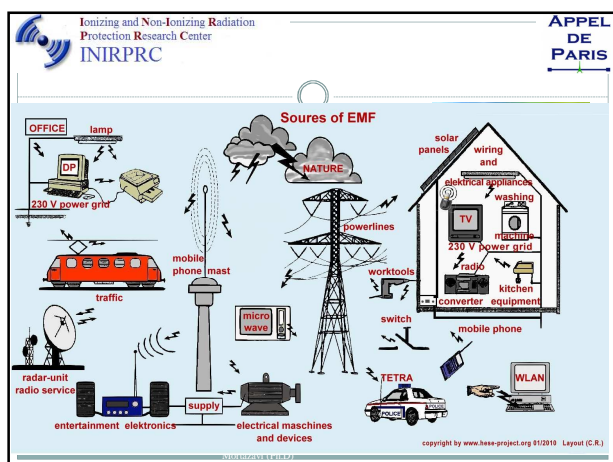 Ionizing and Non-Ionizing Radiation
Protection Research Center
INIRPRC
APPEL
DE
PARIS
Soures of EMF
OFFICE
lamp
DP
230 V power grid
NATURE
solar
panels
wiring
and
elektrical appliances
washing
machine
TV
230 V power grid
radio
converter
kitchen
equipment
powerlines
mobile
phone mast
traffic
worktools
micro
wave
switch
mobile phone
radar-unit
radio service
TETRA
POLICE
POLICE
WLAN
entertainment elektronics
supply
electrical maschines
and devices
copyright by www.hese-project.org 01/2010 Layout (C.R.)